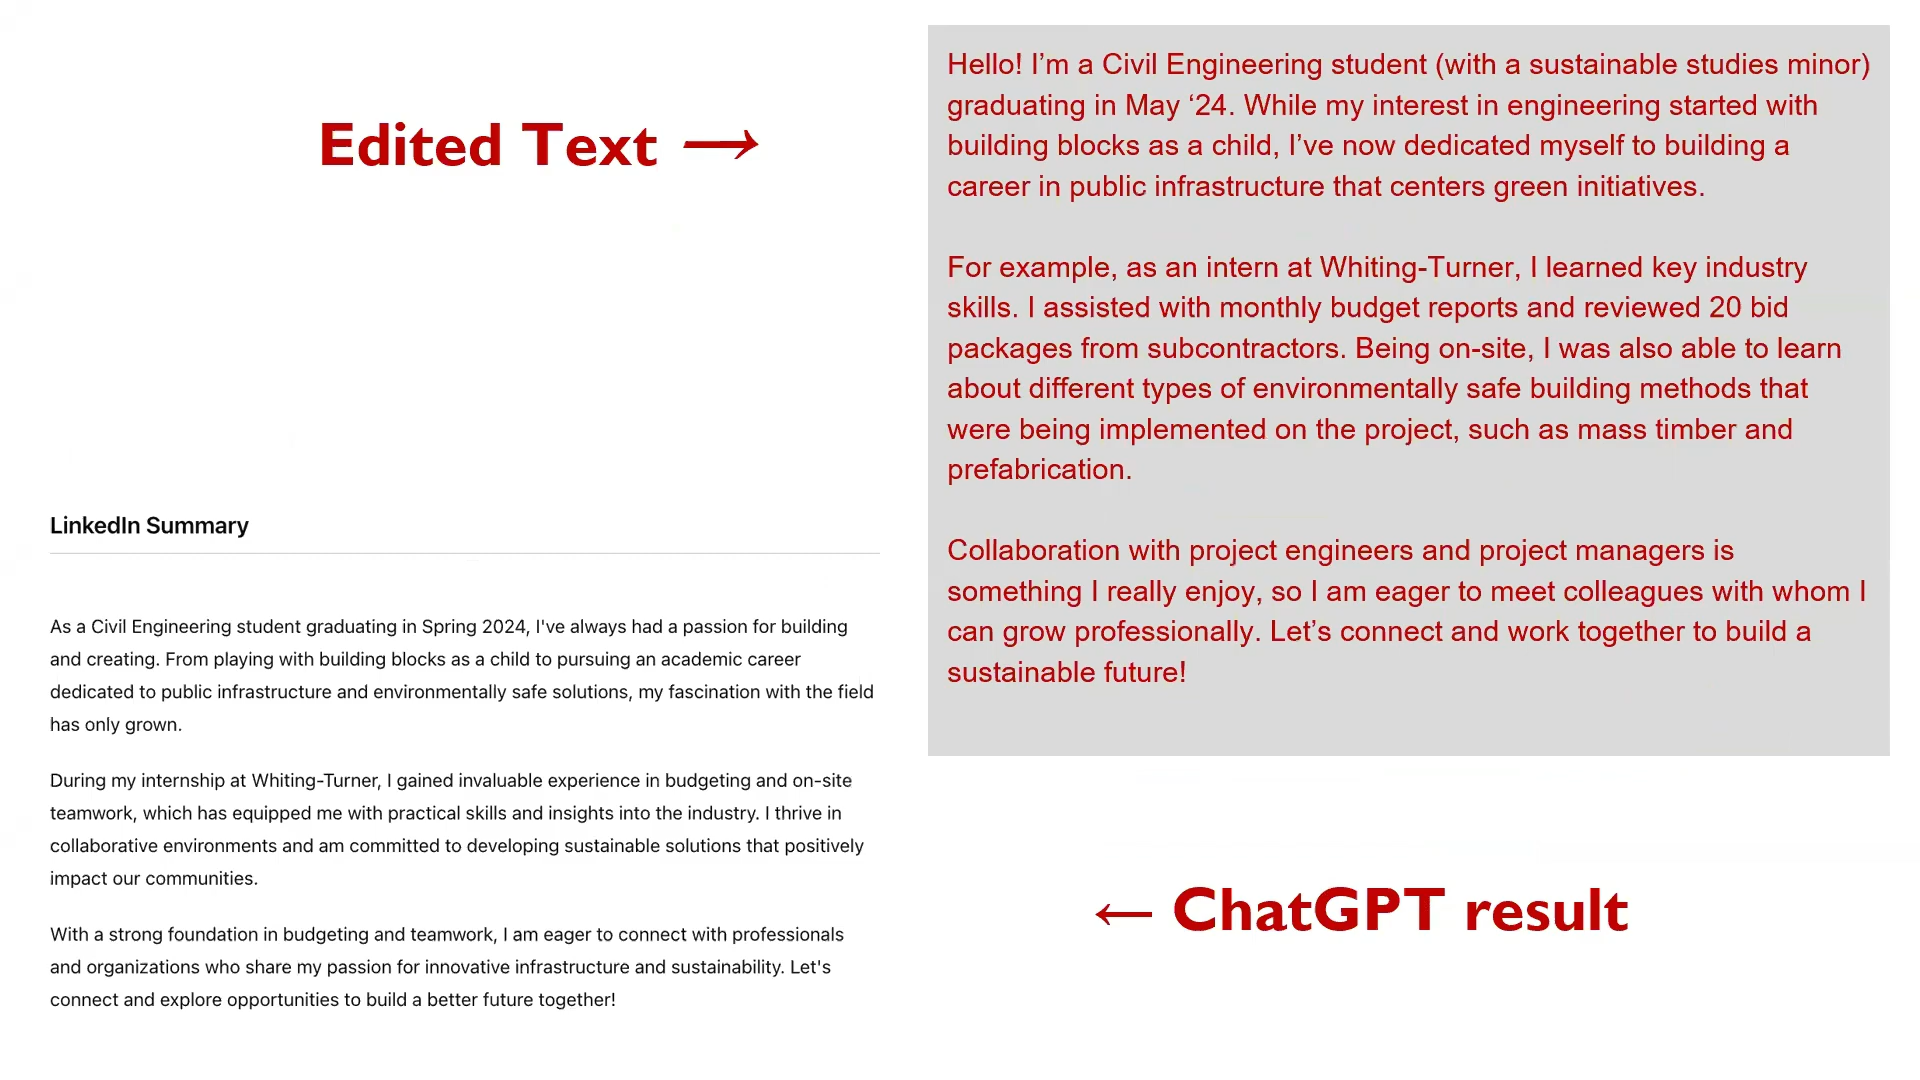 Edited Text →
Hello! I’m a Civil Engineering student (with a sustainable studies minor)
graduating in May ‘24. While my interest in engineering started with
building blocks as a child, I’ve now dedicated myself to building a
career in public infrastructure that centers green initiatives.
For example, as an intern at Whiting-Turner, I learned key industry
skills. I assisted with monthly budget reports and reviewed 20 bid
packages from subcontractors. Being on-site, I was also able to learn
about different types of environmentally safe building methods that
were being implemented on the project, such as mass timber and
prefabrication.
Collaboration with project engineers and project managers is
something I really enjoy, so I am eager to meet colleagues with whom I
can grow professionally. Let’s connect and work together to build a
sustainable future!
LinkedIn Summary
As a Civil Engineering student graduating in Spring 2024, I've always had a passion for building
and creating. From playing with building blocks as a child to pursuing an academic career
dedicated to public infrastructure and environmentally safe solutions, my fascination with the field
has only grown.
During my internship at Whiting-Turner, I gained invaluable experience in budgeting and on-site
teamwork, which has equipped me with practical skills and insights into the industry. I thrive in
collaborative environments and am committed to developing sustainable solutions that positively
impact our communities.
With a strong foundation in budgeting and teamwork, I am eager to connect with professionals
and organizations who share my passion for innovative infrastructure and sustainability. Let's
connect and explore opportunities to build a better future together!
← ChatGPT result